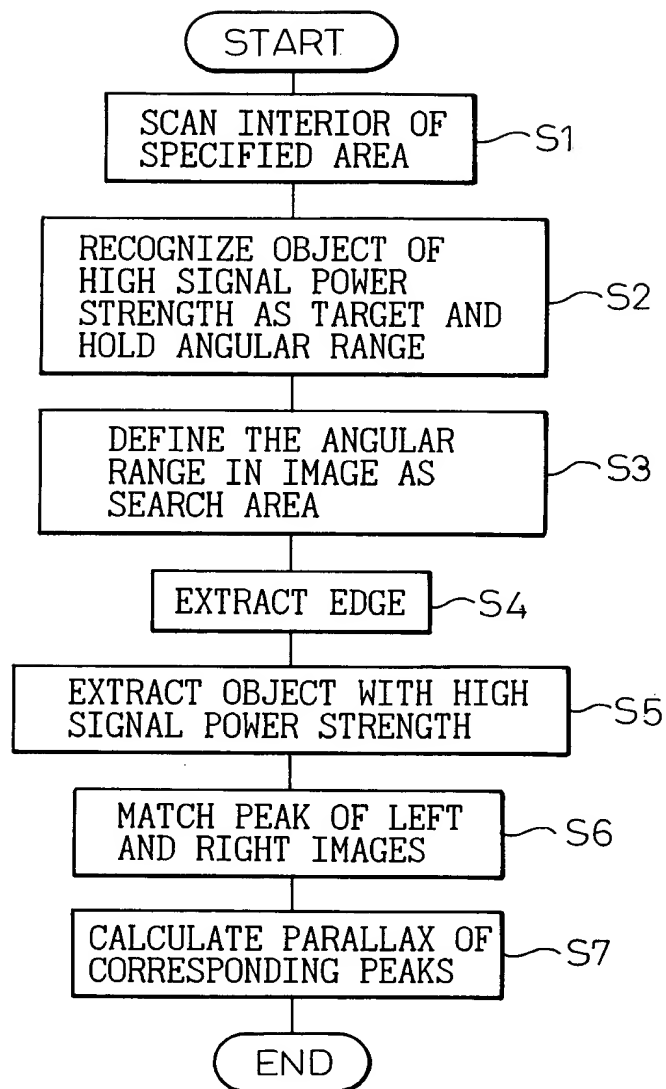 START
SCAN INTERIOR OF
SPECIFIED AREA
S1
RECOGNIZE OBJECT OF
HIGH SIGNAL POWER
STRENGTH AS TARGET AND
HOLD ANGULAR RANGE
S2
DEFINE THE ANGULAR
RANGE IN IMAGE AS
SEARCH AREA
S3
EXTRACT EDGE
S4
EXTRACT OBJECT WITH HIGH
SIGNAL POWER STRENGTH
S5
MATCH PEAK OF LEFT
AND RIGHT IMAGES
S6
CALCULATE PARALLAX OF
CORRESPONDING PEAKS
S7
END